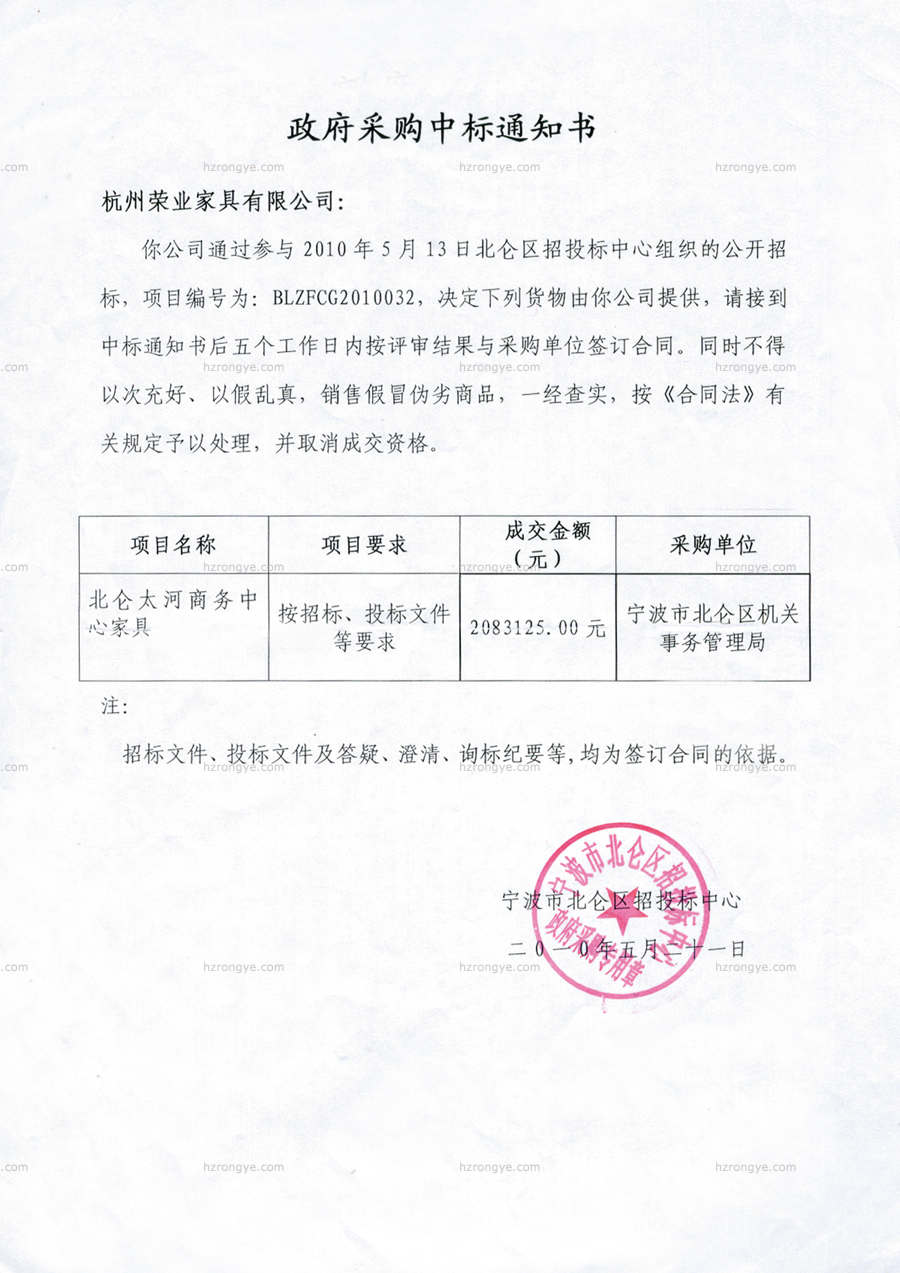 政府采购中标通知书
杭州荣业家具有限公司：
你公司通过参与 2010 年 5 月 13 日北仑区招投标中心组织的公开招
标，项目编号为：BLZFCG2010032，决定下列货物由你公司提供，请接到
中标通知书后五个工作日内按评审结果与采购单位签订合同。同时不得
以次充好、以假乱真，销售假冒伪劣商品，一经查实，按《合同法》有
关规定予以处理，并取消成交资格。
项目名称
项目要求
成交金额
（元）
采购单位
北仑太河商务中
心家具
按招标、投标文件
等要求
2083125.00 元
宁波市北仑区机关
事务管理局
注：
招标文件、投标文件及答疑、澄清、询标纪要等，均为签订合同的依据。
宁波市北仑区招投标中心
二０一０年五月二十一日
宁波市北仑区招投标中心
政府采购专用章
hzrongye.com